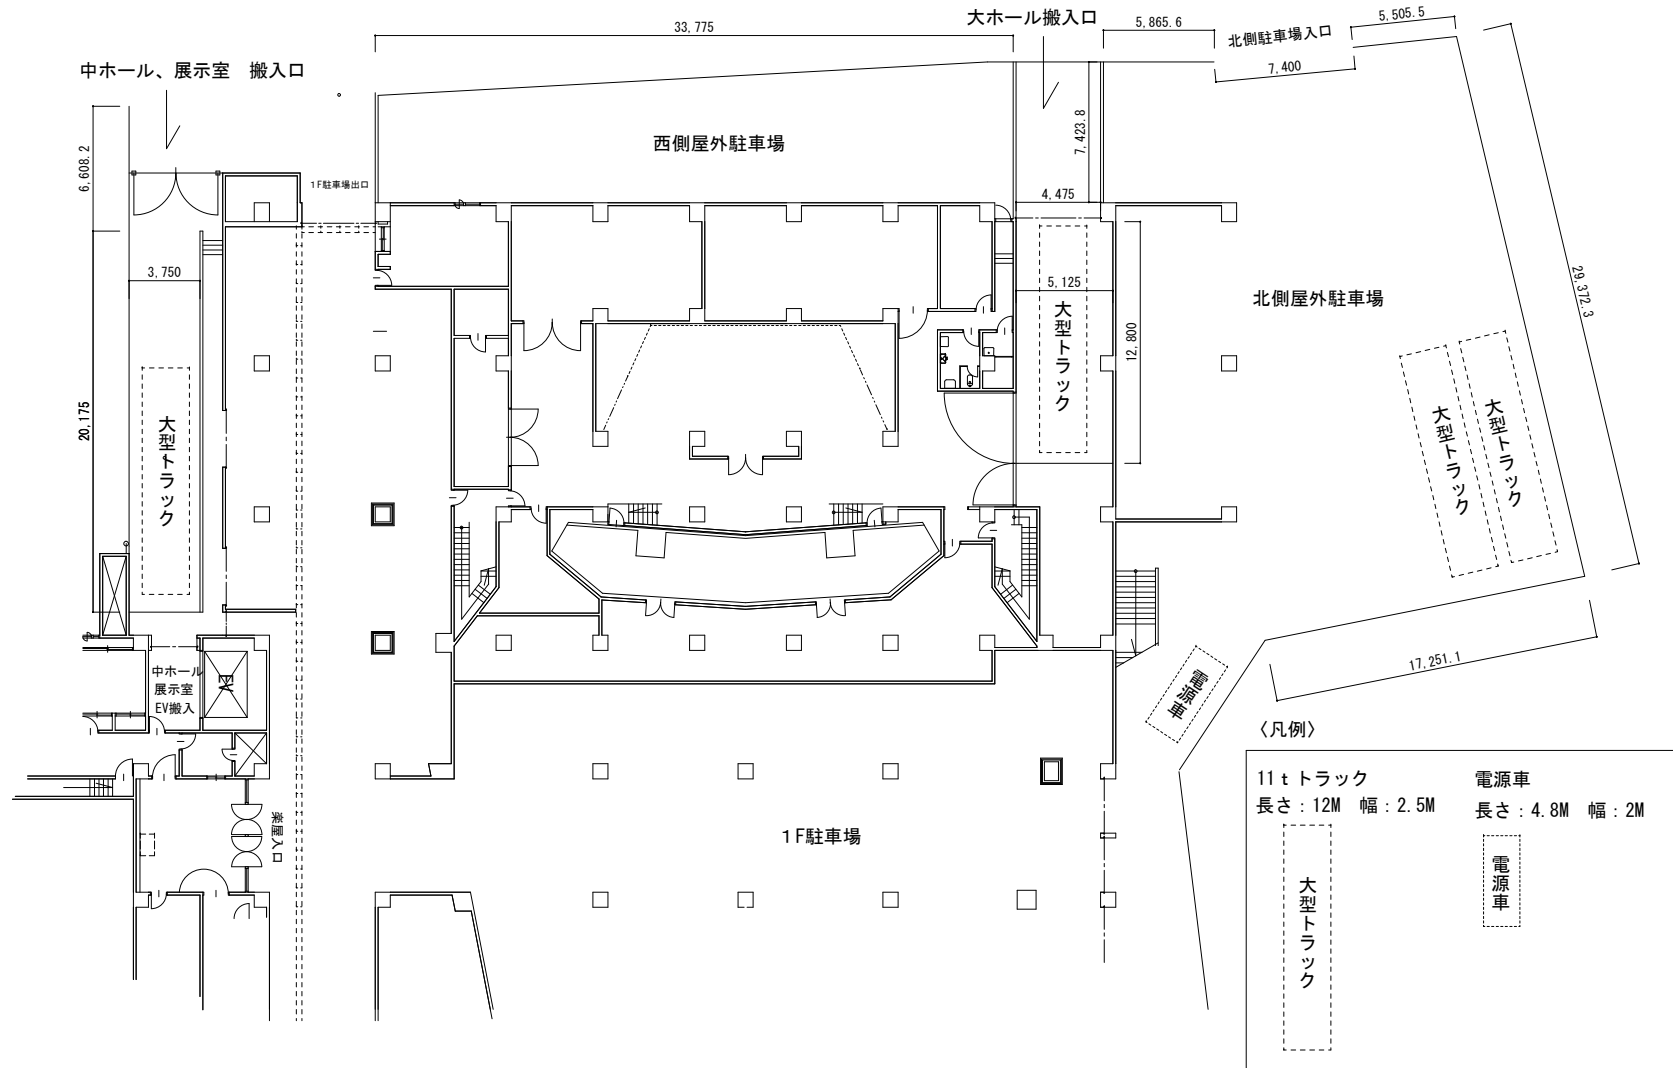 33,775
大ホール搬入口
5,865.6
北側駐車場入口
7,400
5,505.5
中ホール、展示室　搬入口
6,608.2
1F駐車場出口
西側屋外駐車場
7,423.8
4,475
29,372.3
3,750
5,125
北側屋外駐車場
大型トラック
12,800
20,175
大型トラック
大型トラック
大型トラック
中ホール
展示室
EV搬入
17,251.1
電源車
〈凡例〉
11tトラック
長さ：12M　幅：2.5M
電源車
長さ：4.8M　幅：2M
楽屋入口
1F駐車場
大型トラック
電源車